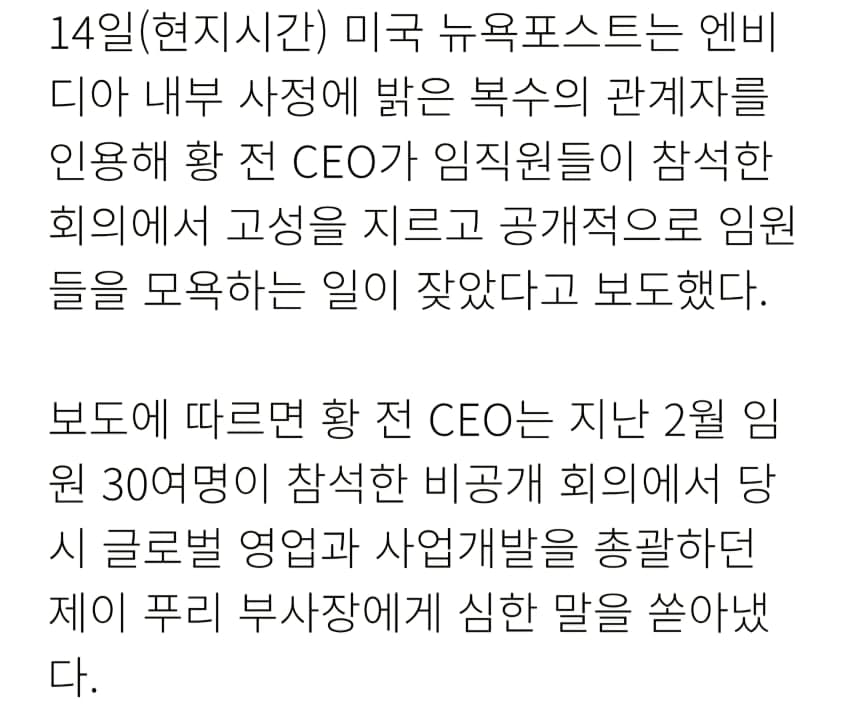 14일(현지시간) 미국 뉴욕포스트는 엔비
디아 내부 사정에 밝은 복수의 관계자를
인용해 황 전 CEO가 임직원들이 참석한
회의에서 고성을 지르고 공개적으로 임원
들을 모욕하는 일이 잦았다고 보도했다.
보도에 따르면 황 전 CEO는 지난 2월 임
원 30여명이 참석한 비공개 회의에서 당
시 글로벌 영업과 사업개발을 총괄하던
제이 푸리 부사장에게 심한 말을 쏟아냈
다.